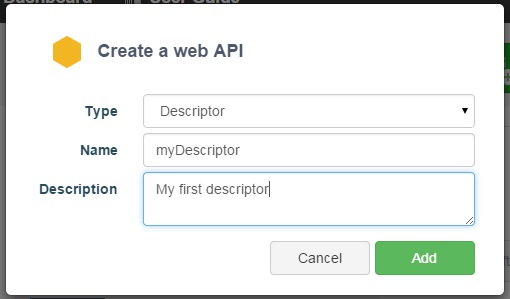 Dashboard User Guide
Create a web API
Type Descriptor
Name myDescriptor
Description My first descriptor
Cancel Add